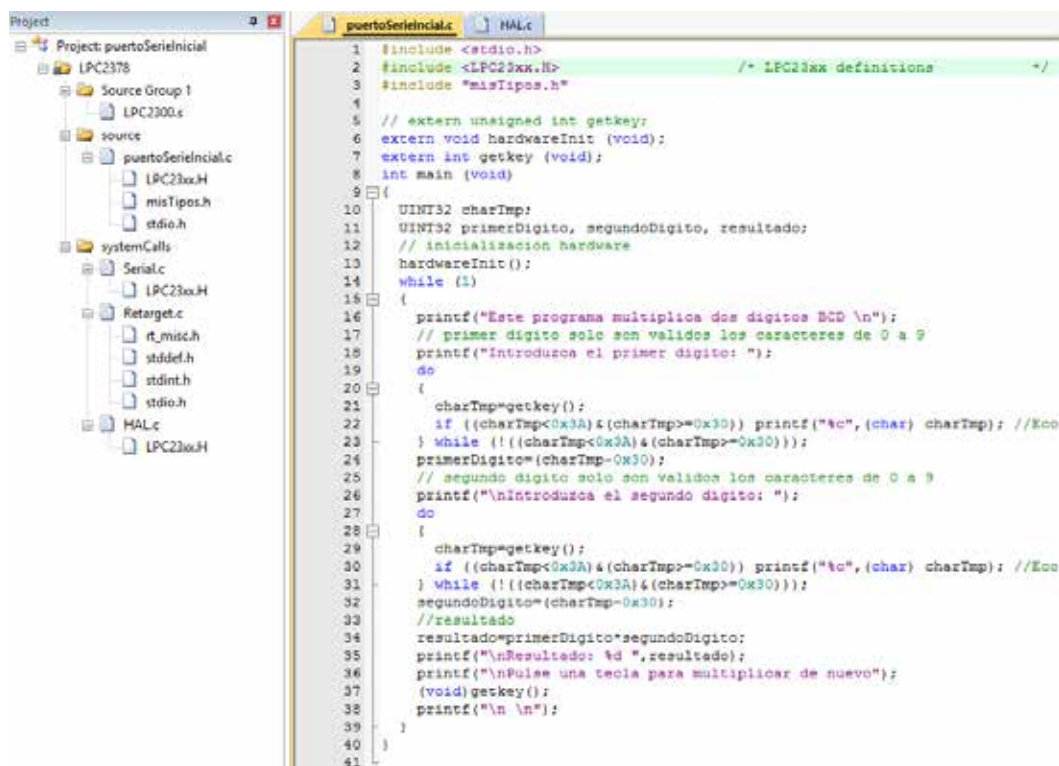 Project
Project: puertoSerieInicial
LPC2378
Source Group 1
LPC2300.s
source
puertoSerieIncial.c
LPC23xx.H
misTipos.h
stdio.h
systemCalls
Serial.c
LPC23xx.H
Retarget.c
rt_misc.h
stddef.h
stdint.h
stdio.h
HAL.c
LPC23xx.H
puertoSerieIncial.c HAL.c
1 #include <stdio.h>
2 #include <LPC23xx.H> /* LPC23xx definitions */
3 #include "misTipos.h"
4
5 // extern unsigned int getkey;
6 extern void hardwareInit (void);
7 extern int getkey (void);
8 int main (void)
9 {
10 UINT32 charTmp;
11 UINT32 primerDigito, segundoDigito, resultado;
12 // inicializacion hardware
13 hardwareInit();
14 while (1)
15 {
16 printf("Este programa multiplica dos digitos BCD \n");
17 // primer digito solo son validos los caracteres de 0 a 9
18 printf("Introduzca el primer digito: ");
19 do
20 {
21 charTmp=getkey();
22 if ((charTmp<0x3A)&(charTmp>=0x30)) printf("%c",(char) charTmp); //Eco
23 } while (!((charTmp<0x3A)&(charTmp>=0x30)));
24 primerDigito=(charTmp-0x30);
25 // segundo digito solo son validos los caracteres de 0 a 9
26 printf("\nIntroduzca el segundo digito: ");
27 do
28 {
29 charTmp=getkey();
30 if ((charTmp<0x3A)&(charTmp>=0x30)) printf("%c",(char) charTmp); //Eco
31 } while (!((charTmp<0x3A)&(charTmp>=0x30)));
32 segundoDigito=(charTmp-0x30);
33 //resultado
34 resultado=primerDigito*segundoDigito;
35 printf("\nResultado: %d ",resultado);
36 printf("\nPulse una tecla para multiplicar de nuevo");
37 (void)getkey();
38 printf("\n \n");
39 }
40 }
41